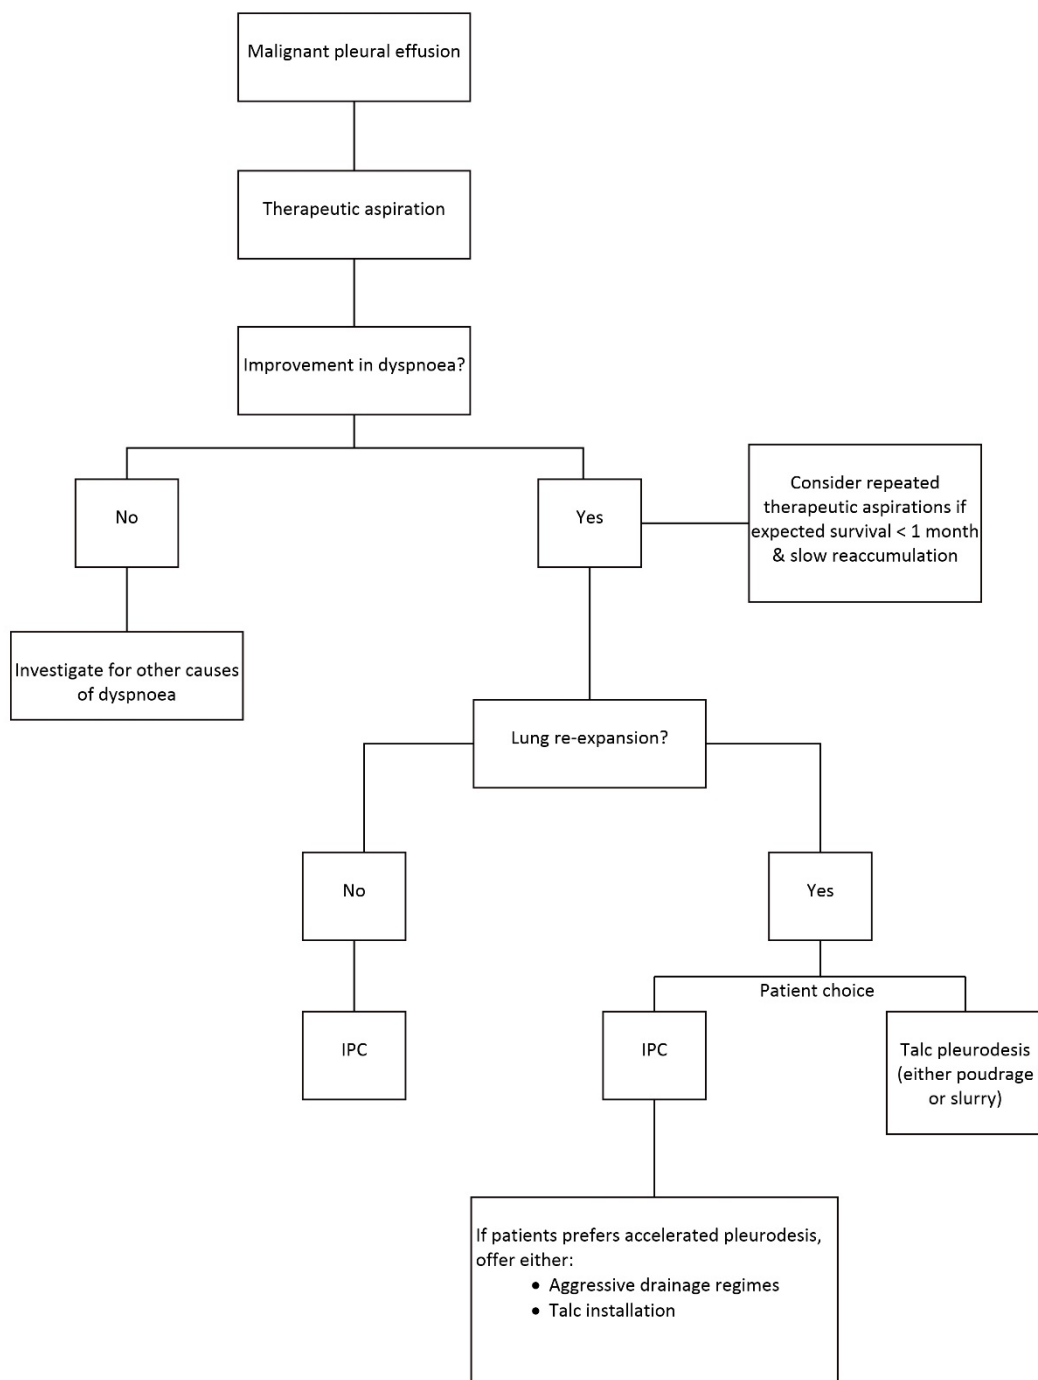 Malignant pleural effusion
Therapeutic aspiration
Improvement in dyspnoea?
No
Yes
Consider repeated
therapeutic aspirations if
expected survival < 1 month
& slow reaccumulation
Investigate for other causes
of dyspnoea
Lung re-expansion?
No
Yes
Patient choice
IPC
IPC
Talc pleurodesis
(either poudrage
or slurry)
If patients prefers accelerated pleurodesis,
offer either:
• Aggressive drainage regimes
• Talc installation